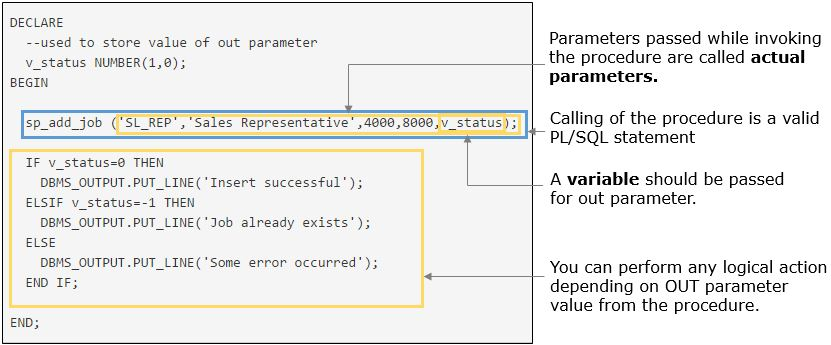 DECLARE
--used to store value of out parameter
v_status NUMBER(1,0);
BEGIN
sp_add_job ('SL_REP','Sales Representative',4000,8000,v_status);
IF v_status=0 THEN
DBMS_OUTPUT.PUT_LINE('Insert successful');
ELSIF v_status=-1 THEN
DBMS_OUTPUT.PUT_LINE('Job already exists');
ELSE
DBMS_OUTPUT.PUT_LINE('Some error occurred');
END IF;
END;
Parameters passed while invoking
the procedure are called actual
parameters.
Calling of the procedure is a valid
PL/SQL statement
A variable should be passed
for out parameter.
You can perform any logical action
depending on OUT parameter
value from the procedure.